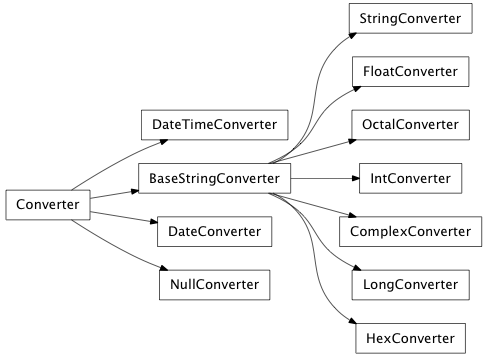 StringConverter
FloatConverter
DateTimeConverter
OctalConverter
BaseStringConverter
IntConverter
Converter
DateConverter
ComplexConverter
NullConverter
LongConverter
HexConverter